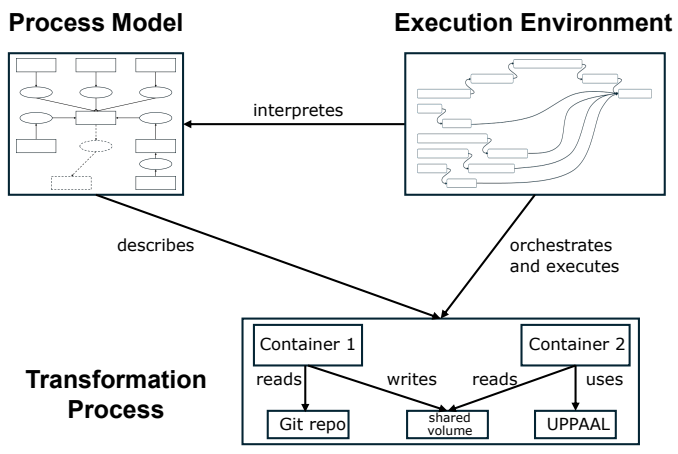 Process Model
Execution Environment
interpretes
describes
orchestrates
and executes
Transformation
Process
Container 1
Container 2
reads
writes
reads
uses
Git repo
shared
volume
UPPAAL